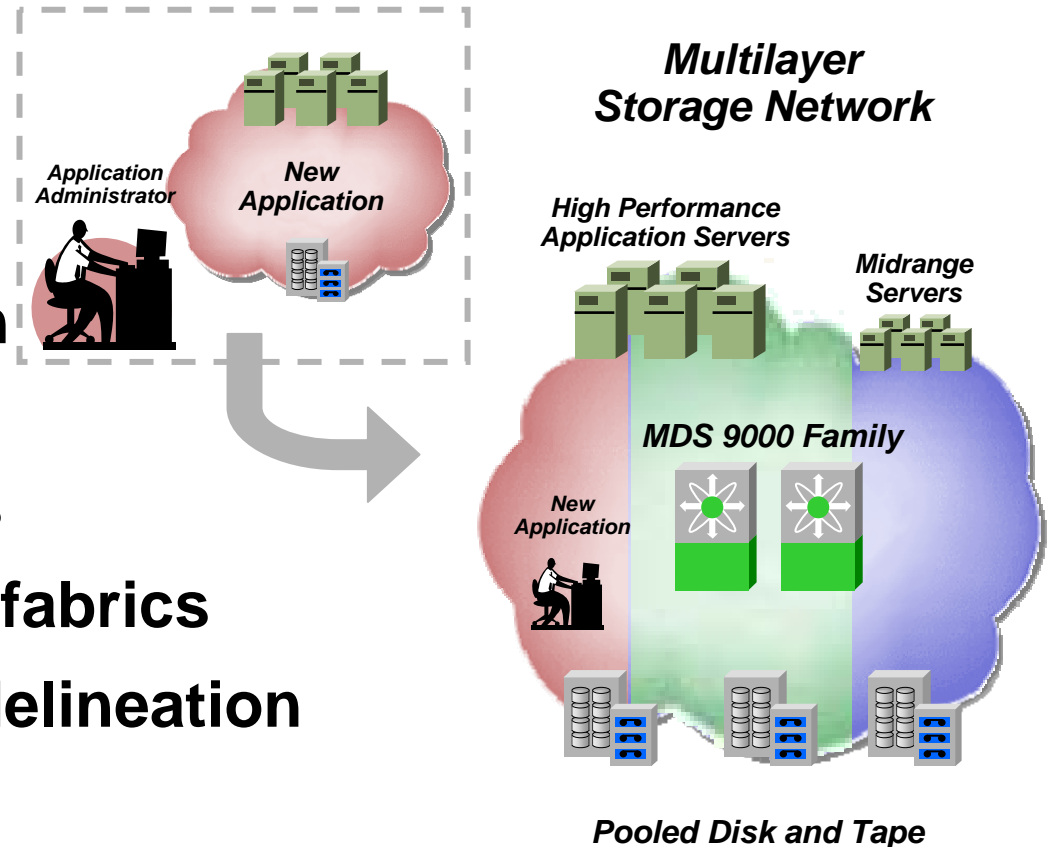 Multilayer
Storage Network
Application
Administrator
New
Application
High Performance
Application Servers
Midrange
Servers
MDS 9000 Family
New
Application
fabrics
delineation
Pooled Disk and Tape